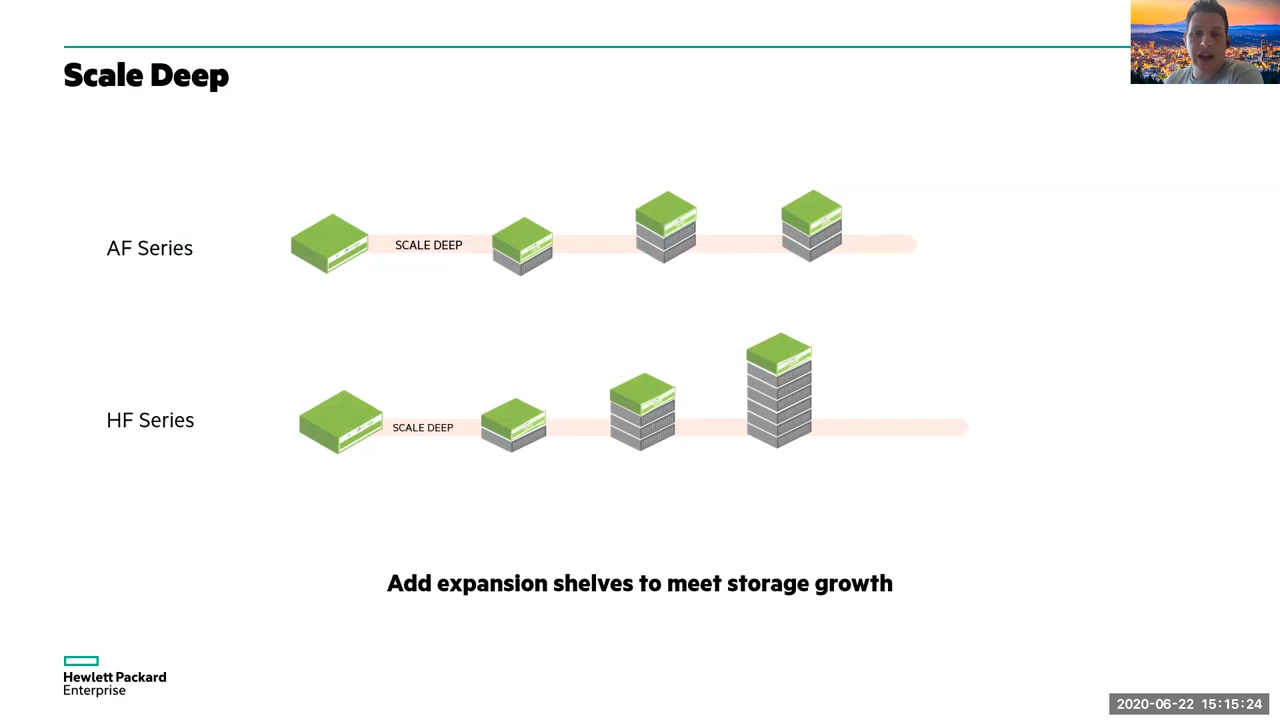 Scale Deep
AF Series
SCALE DEEP
HF Series
SCALE DEEP
Add expansion shelves to meet storage growth
Hewlett Packard
Enterprise
2020-06-22 15:15:24